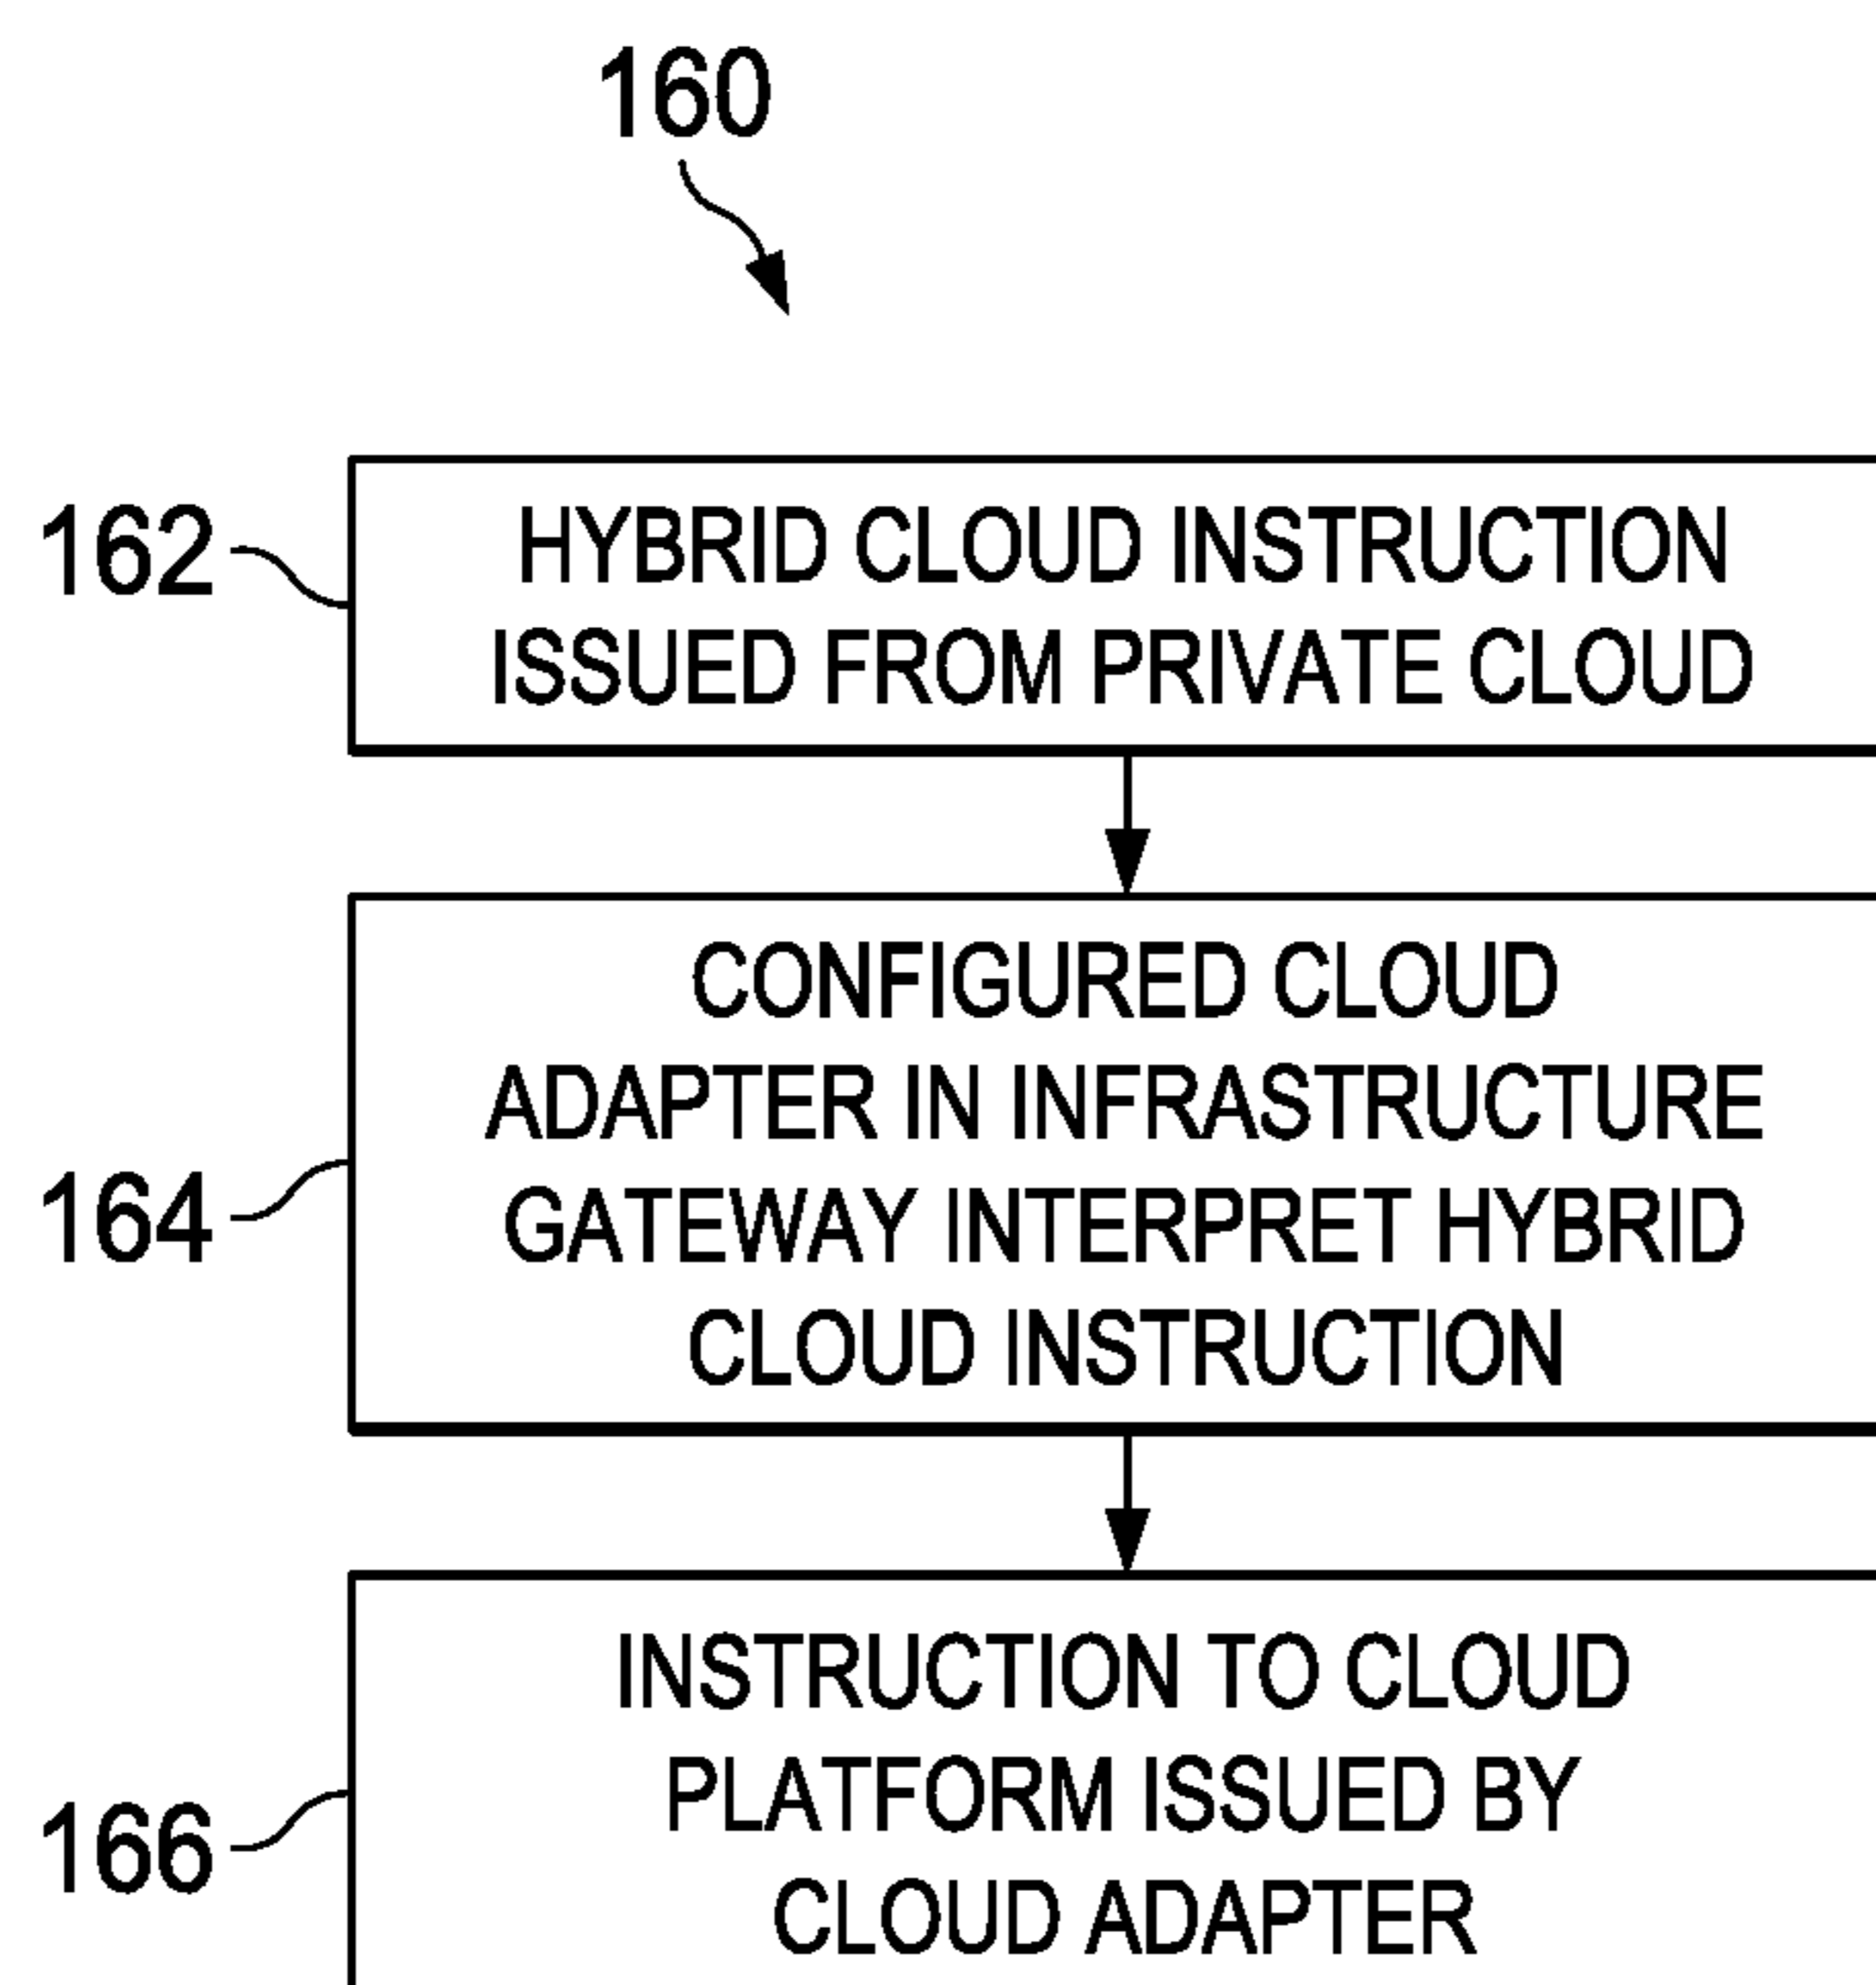 160
162
HYBRID CLOUD INSTRUCTION
ISSUED FROM PRIVATE CLOUD
164
CONFIGURED CLOUD
ADAPTER IN INFRASTRUCTURE
GATEWAY INTERPRET HYBRID
CLOUD INSTRUCTION
166
INSTRUCTION TO CLOUD
PLATFORM ISSUED BY
CLOUD ADAPTER